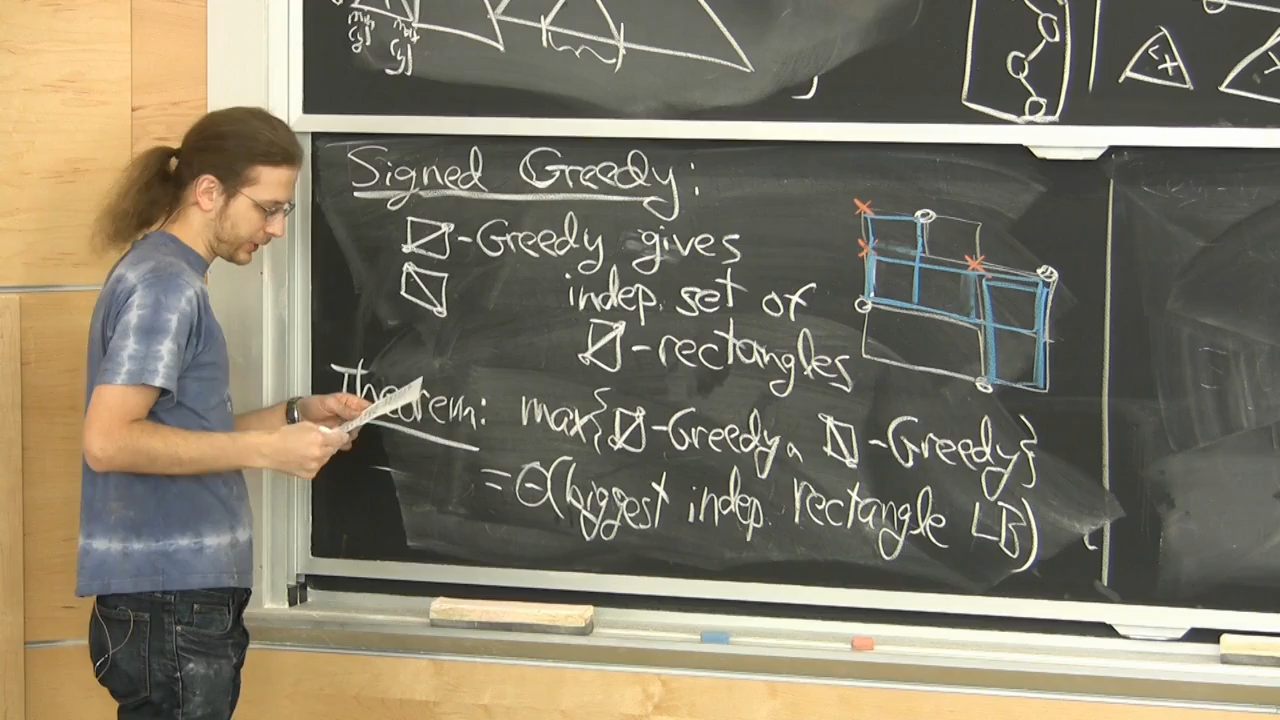 Signed Greedy:
-Greedy gives
indep. set of
-rectangles
Theorem: max{ -Greedy, -Greedy}
= Θ(biggest indep. rectangle LB)